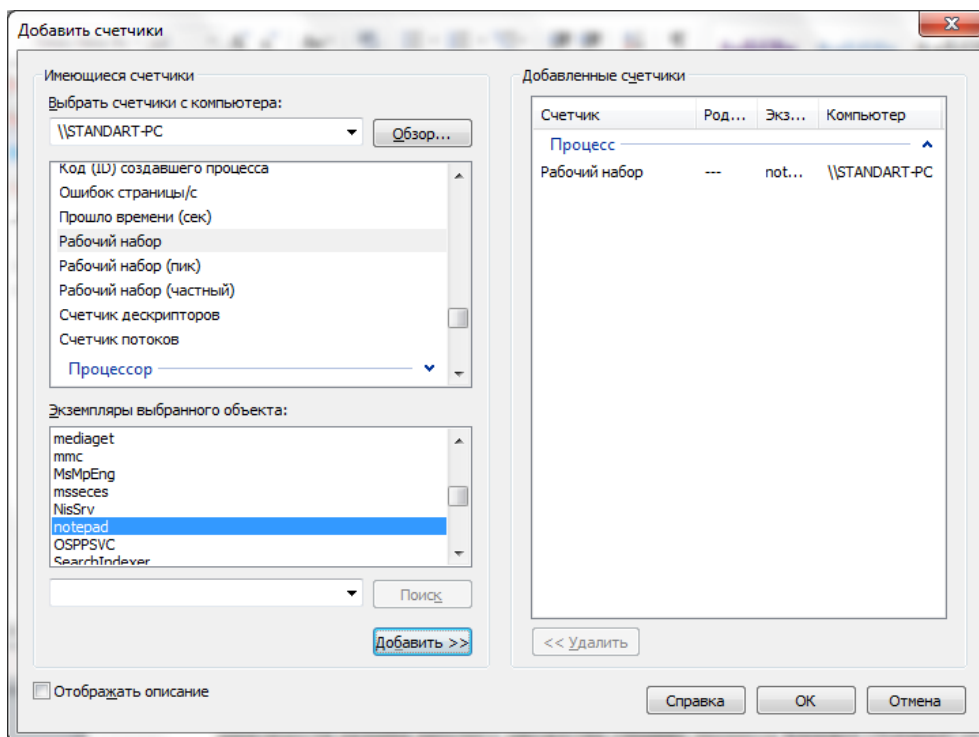 Добавить счетчики
Имеющиеся счетчики
Выбрать счетчики с компьютера:
\\STANDART-PC
Обзор...
Код (ID) создавшего процесса
Ошибок страницы/с
Прошло времени (сек)
Рабочий набор
Рабочий набор (пик)
Рабочий набор (частный)
Счетчик дескрипторов
Счетчик потоков
Процессор
Экземпляры выбранного объекта:
mediaget
mmc
MsMpEng
msseces
NisSrv
notepad
OSPPSVC
SearchIndexer
Поиск
Добавить >>
Добавленные счетчики
Счетчик Род... Экз... Компьютер
Процесс
Рабочий набор --- not... \\STANDART-PC
<< Удалить
Отображать описание
Справка
ОК
Отмена